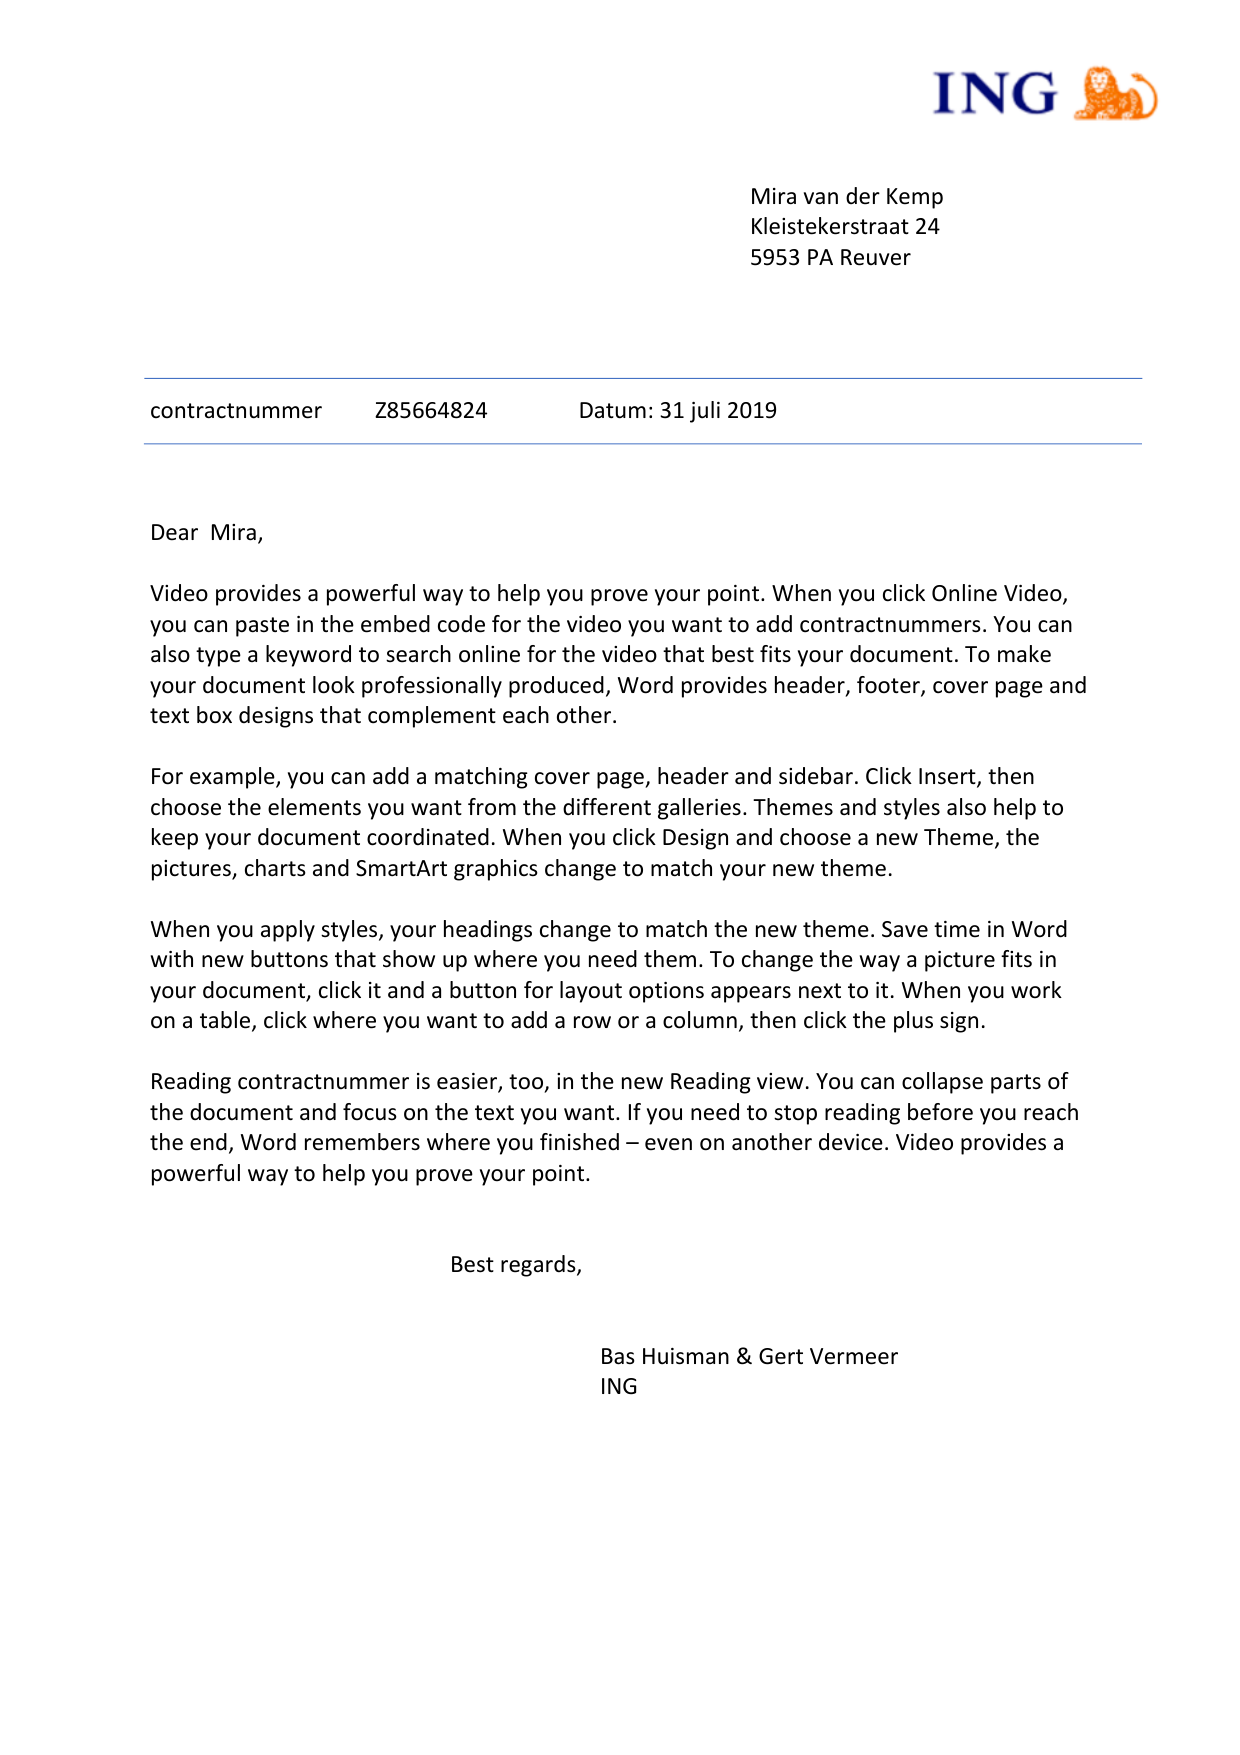 ING
Mira van der Kemp
Kleistekerstraat 24
5953 PA Reuver
contractnummer Z85664824 Datum: 31 juli 2019
Dear Mira,
Video provides a powerful way to help you prove your point. When you click Online Video,
you can paste in the embed code for the video you want to add contractnummers. You can
also type a keyword to search online for the video that best fits your document. To make
your document look professionally produced, Word provides header, footer, cover page and
text box designs that complement each other.
For example, you can add a matching cover page, header and sidebar. Click Insert, then
choose the elements you want from the different galleries. Themes and styles also help to
keep your document coordinated. When you click Design and choose a new Theme, the
pictures, charts and SmartArt graphics change to match your new theme.
When you apply styles, your headings change to match the new theme. Save time in Word
with new buttons that show up where you need them. To change the way a picture fits in
your document, click it and a button for layout options appears next to it. When you work
on a table, click where you want to add a row or a column, then click the plus sign.
Reading contractnummer is easier, too, in the new Reading view. You can collapse parts of
the document and focus on the text you want. If you need to stop reading before you reach
the end, Word remembers where you finished – even on another device. Video provides a
powerful way to help you prove your point.
Best regards,
Bas Huisman & Gert Vermeer
ING